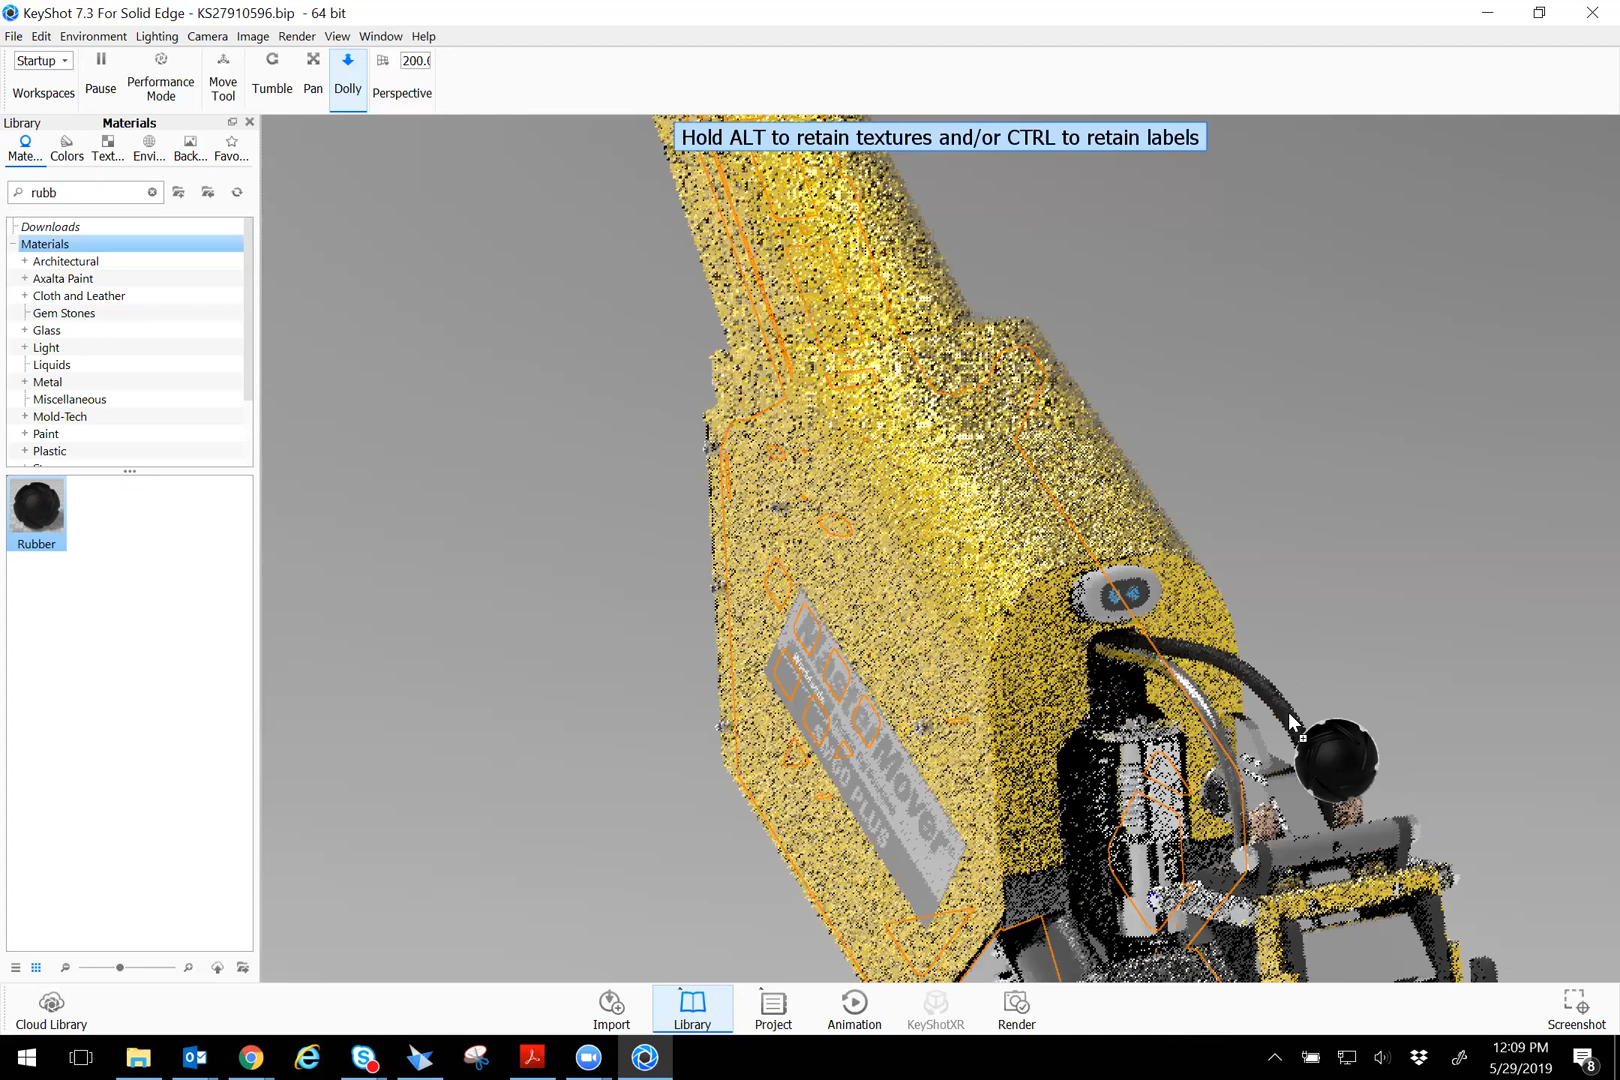 KeyShot 7.3 For Solid Edge - KS27910596.bip - 64 bit
File Edit Environment Lighting Camera Image Render View Window Help
Startup
200.
Workspaces Pause Performance Mode Move Tool Tumble Pan Dolly Perspective
Library Materials
Mate... Colors Text... Envi... Back... Favo...
rubb
Hold ALT to retain textures and/or CTRL to retain labels
Downloads
Materials
Architectural
Axalta Paint
Cloth and Leather
Gem Stones
Glass
Light
Liquids
Metal
Miscellaneous
Mold-Tech
Paint
Plastic
Rubber
MOVER
PLUS
Cloud Library Import Library Project Animation KeyShotXR Render Screenshot
12:09 PM
5/29/2019
8